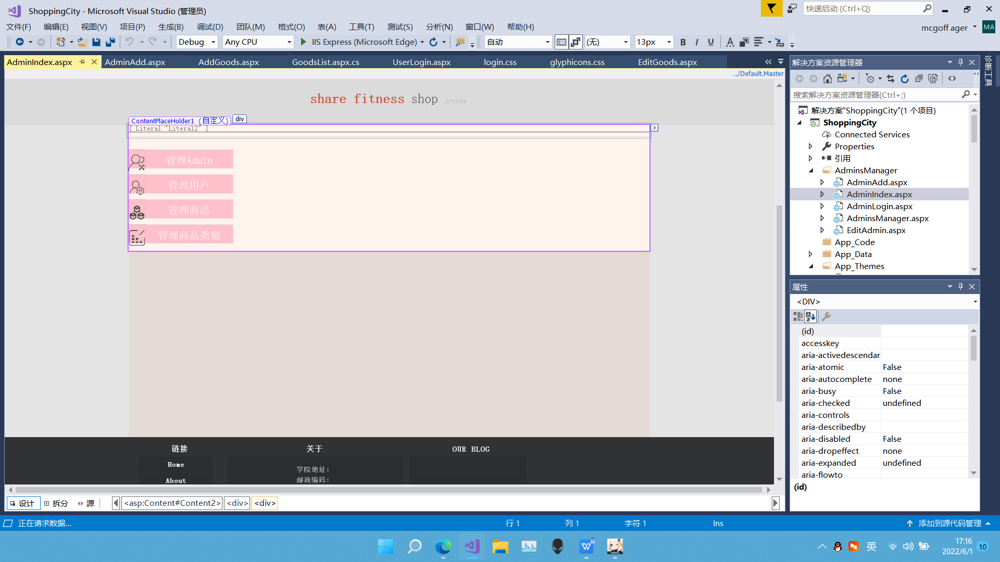 ShoppingCity - Microsoft Visual Studio (管理员)
快速启动 (Ctrl+Q)
文件(F) 编辑(E) 视图(V) 项目(P) 生成(B) 调试(D) 团队(M) 格式(O) 表(A) 工具(T) 测试(S) 分析(N) 窗口(W) 帮助(H)
mcgoff ager MA
Debug Any CPU IIS Express (Microsoft Edge) 自动 (无) 13px B I U
AdminIndex.aspx AdminAdd.aspx AddGoods.aspx GoodsList.aspx.cs UserLogin.aspx login.css glyphicons.css EditGoods.aspx
../Default.Master
share fitness shop system
ContentPlaceHolder1 (自定义) div
[ Literal "Literal2" ]
管理Admin
管理用户
管理商品
管理商品类别
链接 关于 OUR BLOG
Home
学院地址:
About
邮政编码:
设计 拆分 源 <asp:Content#Content2> <div> <div>
解决方案资源管理器
搜索解决方案资源管理器(Ctrl+;)
解决方案"ShoppingCity"(1 个项目)
ShoppingCity
Connected Services
Properties
引用
AdminsManager
AdminAdd.aspx
AdminIndex.aspx
AdminLogin.aspx
AdminsManager.aspx
EditAdmin.aspx
App_Code
App_Data
App_Themes
诊断工具
属性
<DIV>
(id)
accesskey
aria-activedescendar
aria-atomic False
aria-autocomplete none
aria-busy False
aria-checked undefined
aria-controls
aria-describedby
aria-disabled False
aria-dropeffect none
aria-expanded undefined
aria-flowto
(id)
正在请求数据... 行 1 列 1 字符 1 Ins 添加到源代码管理
英 17:16
2022/6/1 10